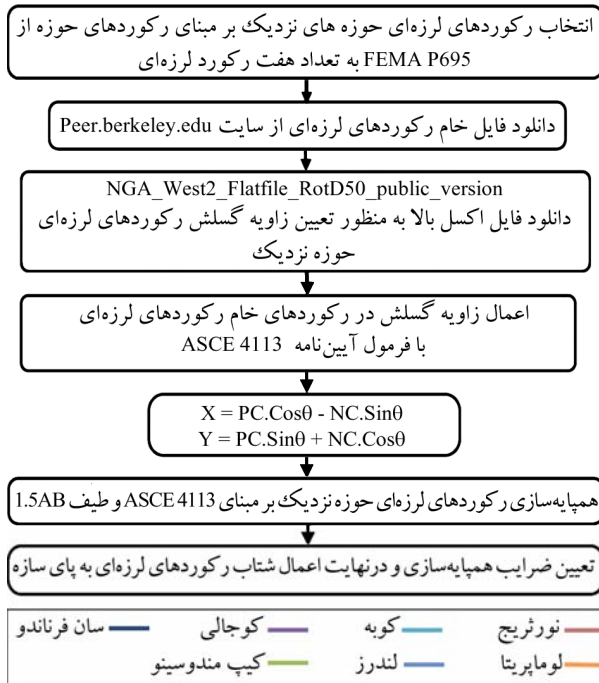 انتخاب رکوردهای لرزه‌ای حوزه های نزدیک بر مبنای رکوردهای حوزه از
FEMA P695 به تعداد هفت رکورد لرزه‌ای
دانلود فایل خام رکوردهای لرزه‌ای از سایت Peer.berkeley.edu
NGA_West2_Flatfile_RotD50_public_version
دانلود فایل اکسل بالا به منظور تعیین زاویه گسلش رکوردهای لرزه‌ای
حوزه نزدیک
اعمال زاویه گسلش در رکوردهای خام رکوردهای لرزه‌ای
با فرمول آیین‌نامه ASCE 4113
X = PC.Cosθ - NC.Sinθ
Y = PC.Sinθ + NC.Cosθ
همپایه‌سازی رکوردهای لرزه‌ای حوزه نزدیک بر مبنای ASCE 4113 و طیف 1.5AB
تعیین ضرایب همپایه‌سازی و درنهایت اعمال شتاب رکوردهای لرزه‌ای به پای سازه
نورثریج کوبه کوجالی سان فرناندو
لوماپریتا لندرز کیپ مندوسینو